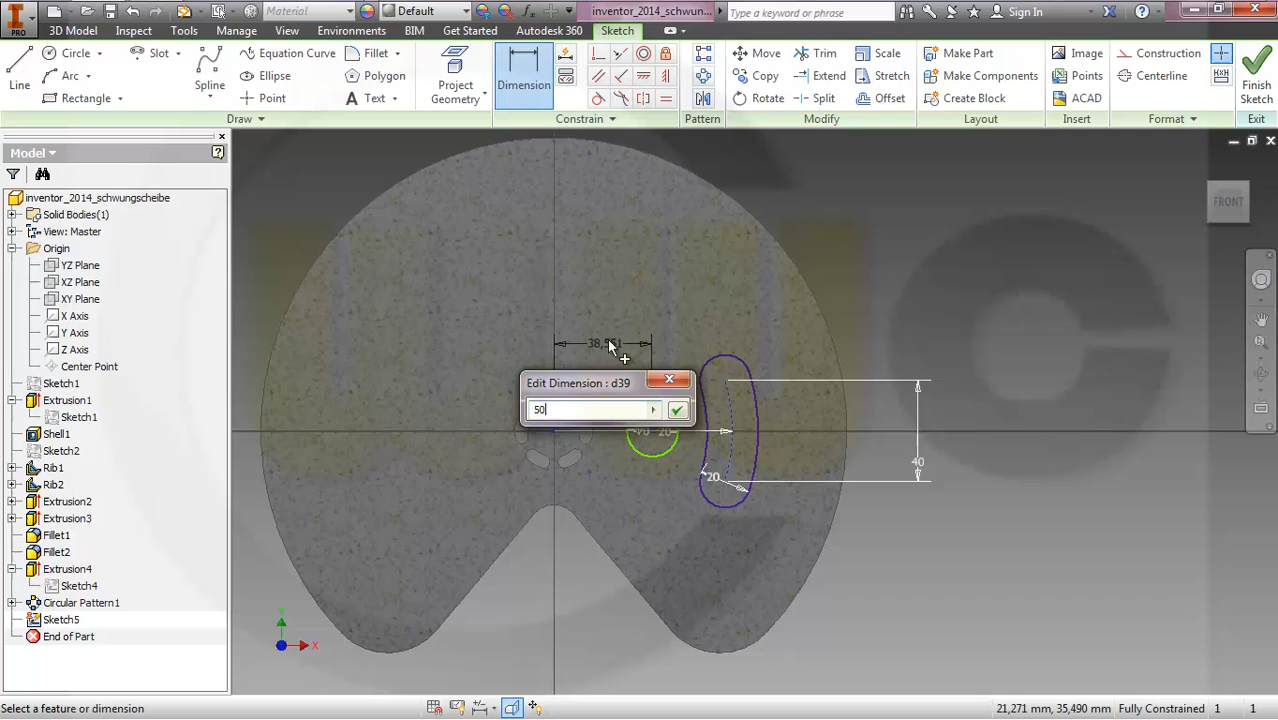 Material
Default
inventor_2014_schwung...
Type a keyword or phrase
Sign In
PRO
3D Model Inspect Tools Manage View Environments BIM Get Started Autodesk 360 Sketch
Circle Slot Equation Curve Fillet Move Trim Scale Make Part Image Construction
Arc Ellipse Polygon Copy Extend Stretch Make Components Points Centerline
Line Spline Project Dimension Finish
Rectangle Point Text Geometry Rotate Split Offset Create Block ACAD Sketch
Draw Constrain Pattern Modify Layout Insert Format Exit
Model
inventor_2014_schwungscheibe
Solid Bodies(1)
View: Master
Origin
YZ Plane
XZ Plane
XY Plane
X Axis
Y Axis
Z Axis
Center Point
Sketch1
Extrusion1
Sketch1
Shell1
Sketch2
Rib1
Rib2
Extrusion2
Extrusion3
Fillet1
Fillet2
Extrusion4
Sketch4
Circular Pattern1
Sketch5
End of Part
FRONT
Edit Dimension : d39
50
20
20
40
Y
X
Select a feature or dimension
21,271 mm, 35,490 mm Fully Constrained 1 1